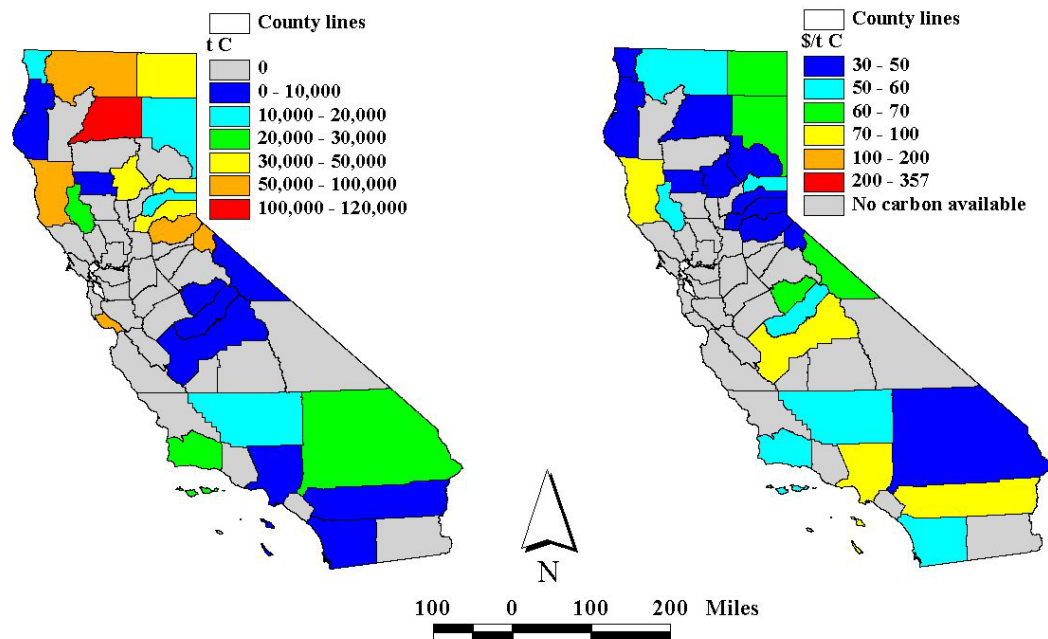 County lines
t C
0
0 - 10,000
10,000 - 20,000
20,000 - 30,000
30,000 - 50,000
50,000 - 100,000
100,000 - 120,000
County lines
$/t C
30 - 50
50 - 60
60 - 70
70 - 100
100 - 200
200 - 357
No carbon available
N
100 0 100 200 Miles